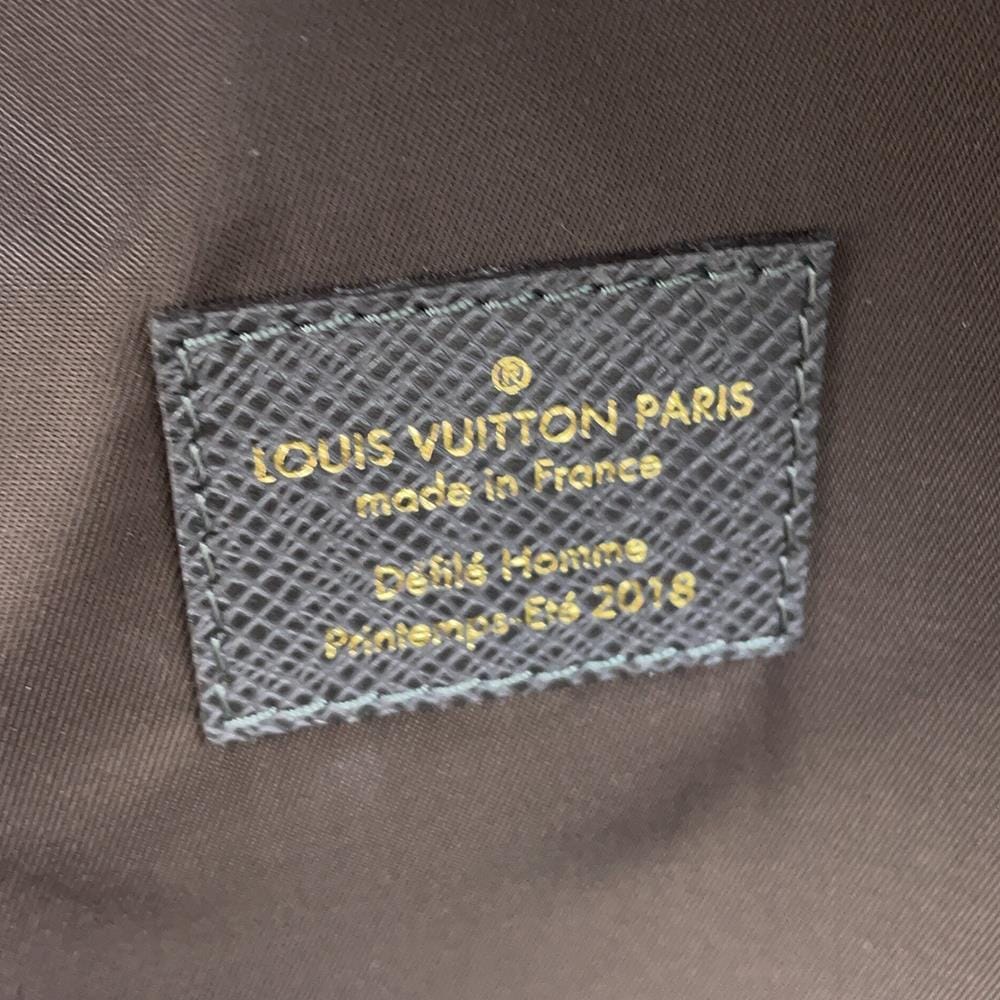 ®
LOUIS VUITTON PARIS
made in France
Défilé Homme
Printemps-Eté 2018